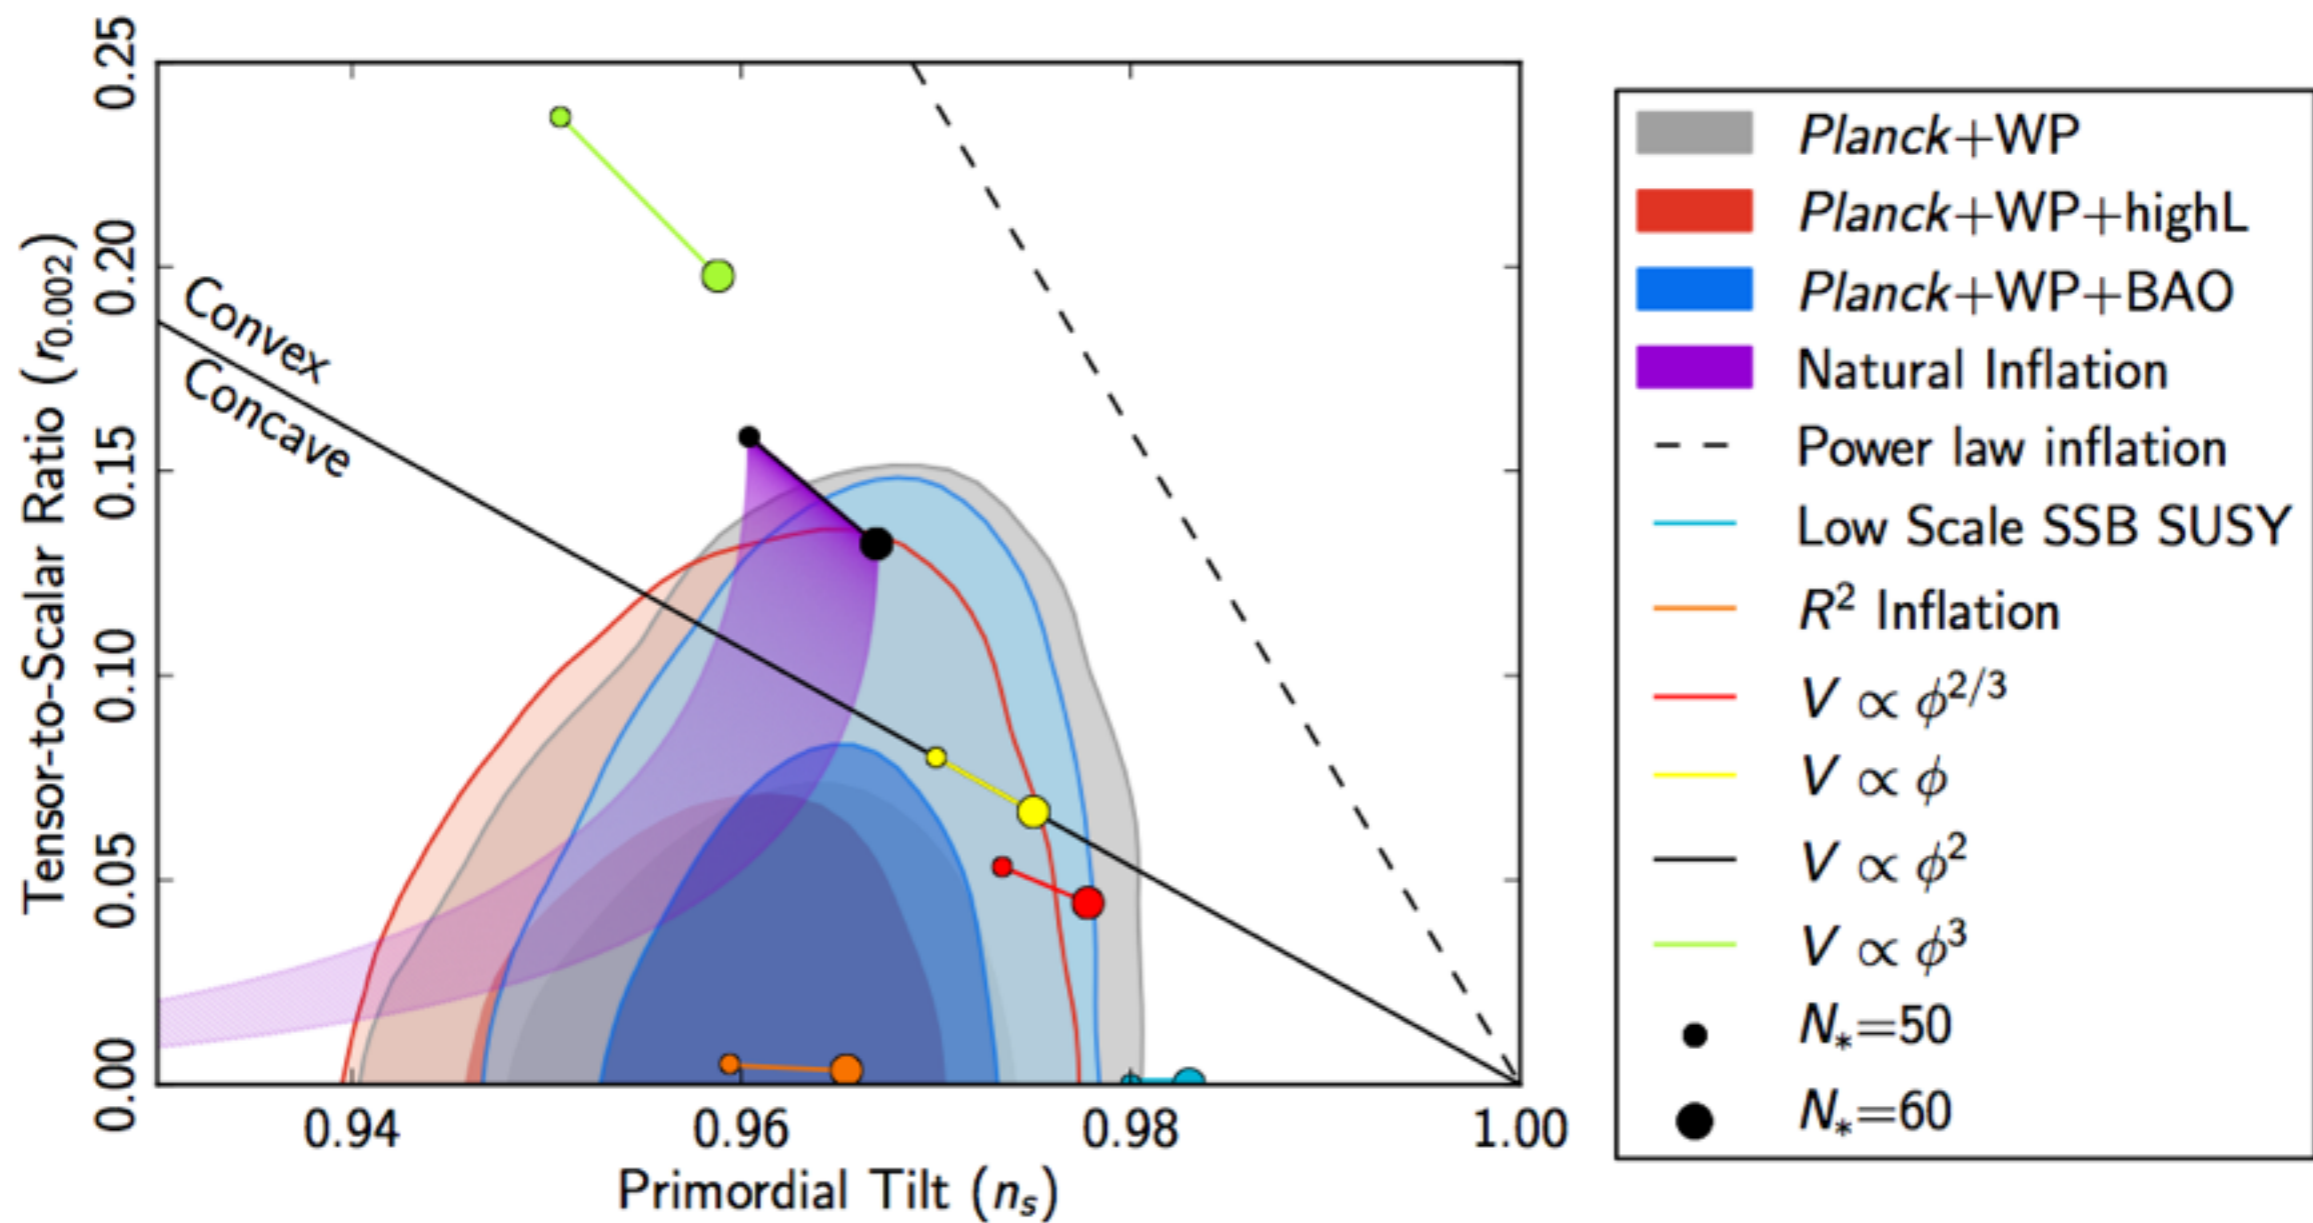 Tensor-to-Scalar Ratio (r₀.₀₀₂)
0.25
0.20
0.15
0.10
0.05
0.00
Convex
Concave
0.94 0.96 0.98 1.00
Primordial Tilt (nₛ)
Planck+WP
Planck+WP+highL
Planck+WP+BAO
Natural Inflation
Power law inflation
Low Scale SSB SUSY
R² Inflation
V ∝ ϕ²/³
V ∝ ϕ
V ∝ ϕ²
V ∝ ϕ³
N*=50
N*=60